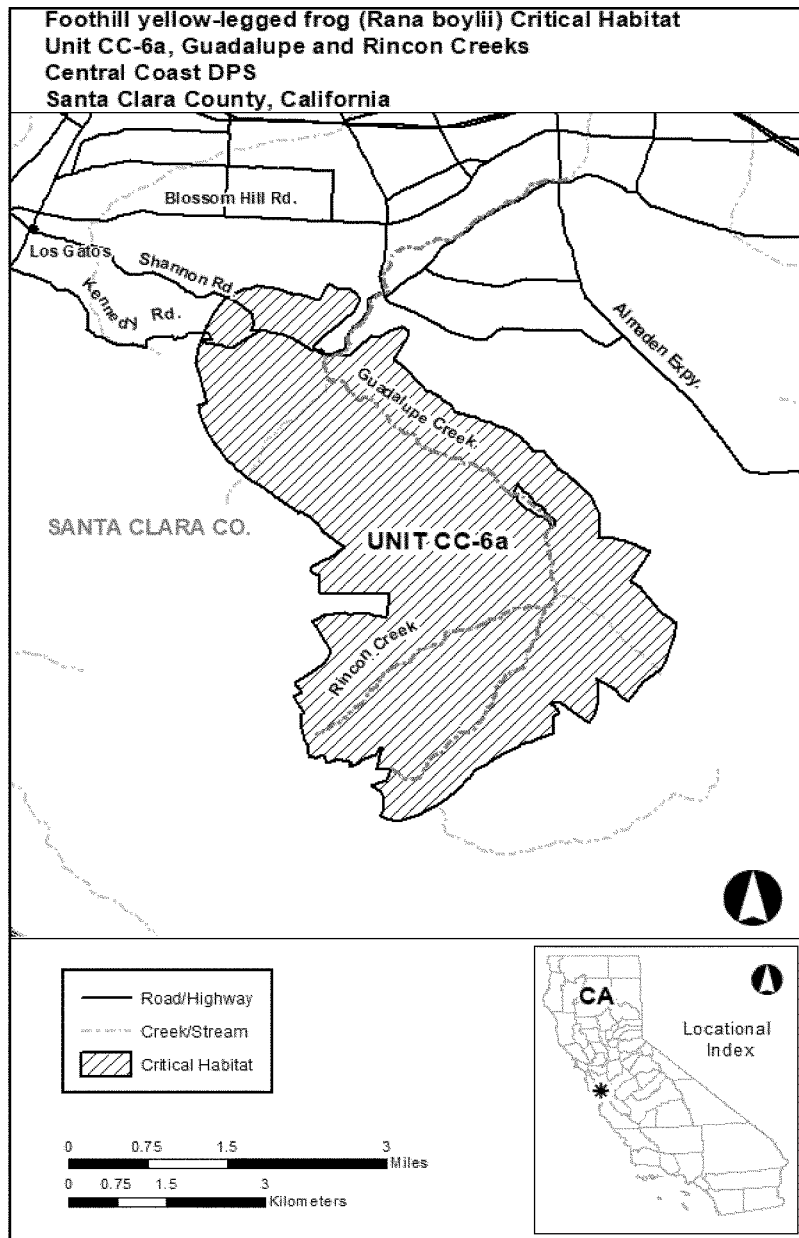 Foothill yellow-legged frog (Rana boylii) Critical Habitat
Unit CC-6a, Guadalupe and Rincon Creeks
Central Coast DPS
Santa Clara County, California
Blossom Hill Rd.
Los Gatos
Shannon Rd.
Kennedy Rd.
Almaden Expy.
Guadalupe Creek
SANTA CLARA CO.
UNIT CC-6a
Rincon Creek
Road/Highway
Creek/Stream
Critical Habitat
CA
Locational
Index
0 0.75 1.5 3
Miles
0 0.75 1.5 3
Kilometers